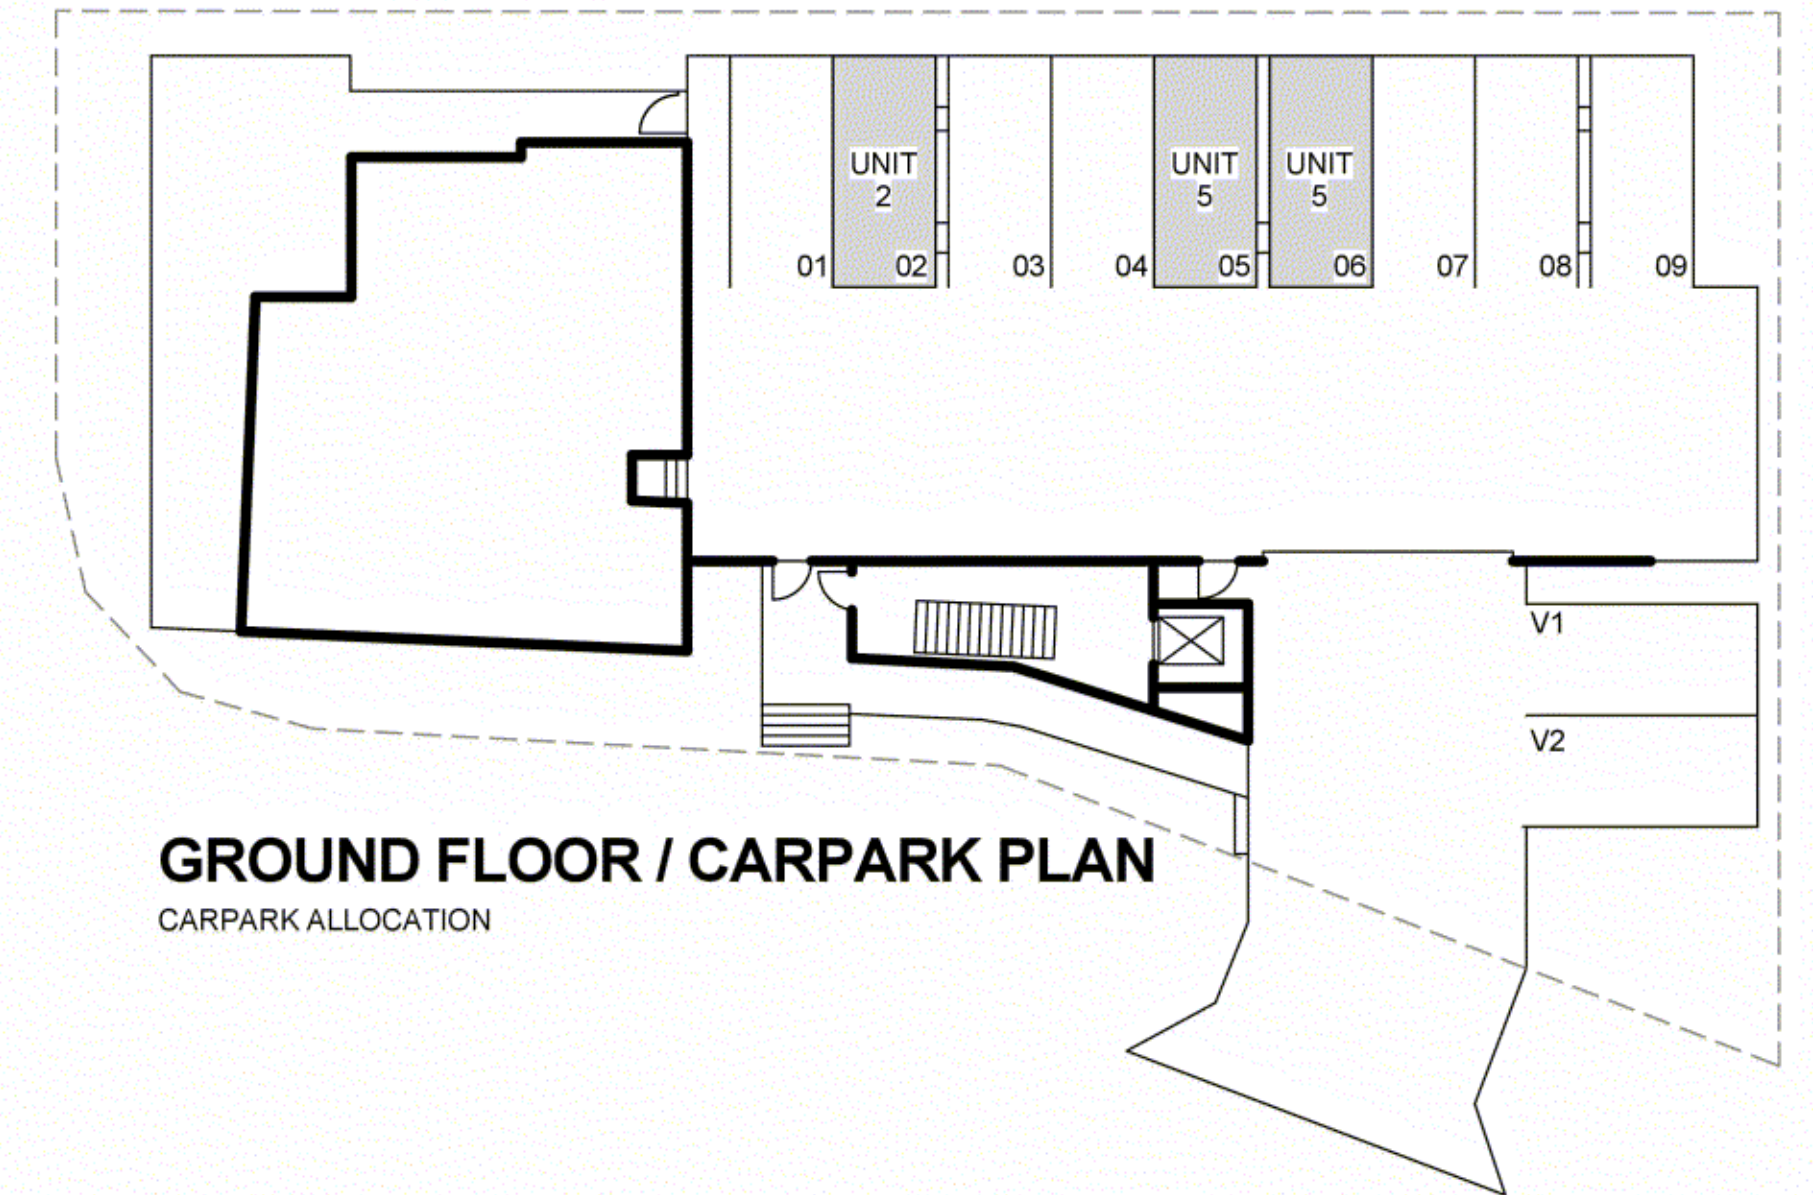 UNIT
2
UNIT
5
UNIT
5
01 02 03 04 05 06 07 08 09
V1
V2
GROUND FLOOR / CARPARK PLAN
CARPARK ALLOCATION